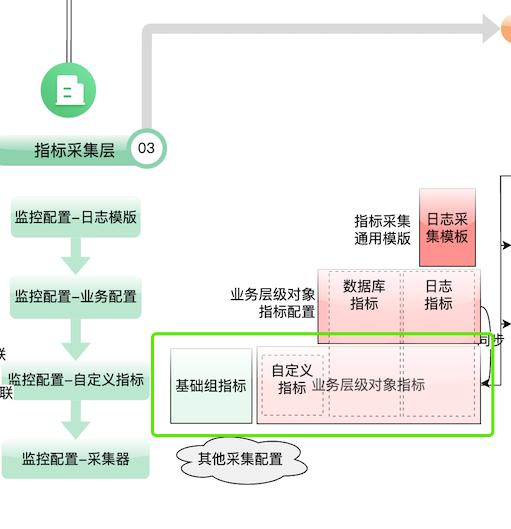 指标采集层
03
监控配置-日志模版
监控配置-业务配置
联
监控配置-自定义指标
联
监控配置-采集器
指标采集
通用模版
日志采
集模板
业务层级对象
指标配置
数据库
指标
日志
指标
同步
基础组指标
自定义
指标
业务层级对象指标
其他采集配置